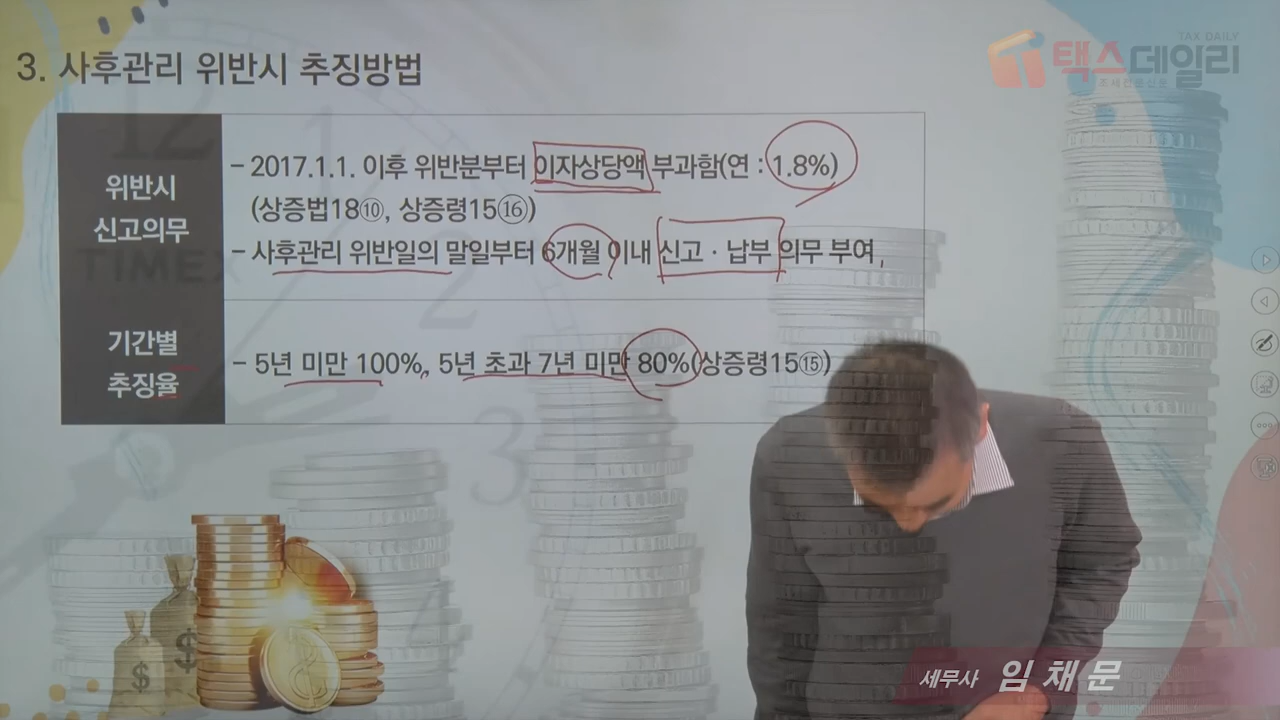 3. 사후관리 위반시 추징방법
TAX DAILY
택스데일리
조세전문신문
위반시
신고의무
– 2017.1.1. 이후 위반분부터 이자상당액 부과함(연 : 1.8%)
(상증법18⑩, 상증령15⑯)
– 사후관리 위반일의 말일부터 6개월 이내 신고 · 납부 의무 부여
기간별
추징율
– 5년 미만 100%, 5년 초과 7년 미만 80%(상증령15⑮)
12
1
TIMEX
2
3
4
$
$
세무사 임채문